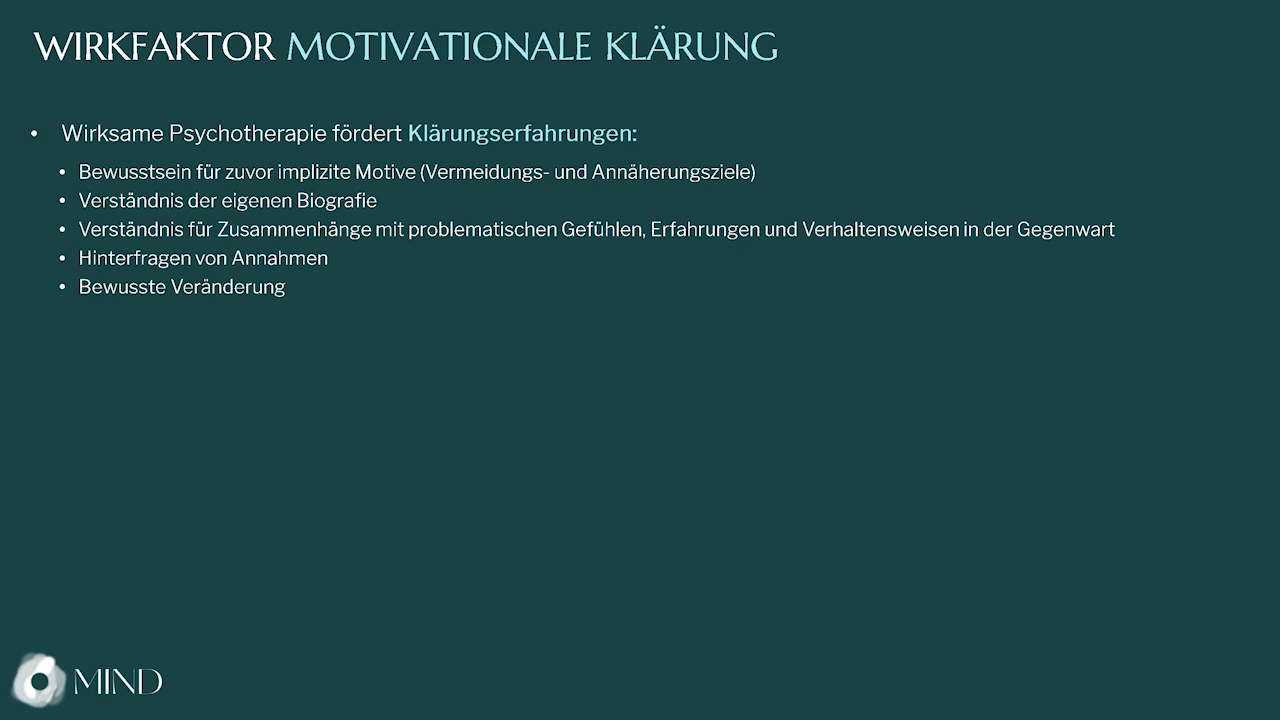 WIRKFAKTOR MOTIVATIONALE KLÄRUNG
• Wirksame Psychotherapie fördert Klärungserfahrungen:
• Bewusstsein für zuvor implizite Motive (Vermeidungs- und Annäherungsziele)
• Verständnis der eigenen Biografie
• Verständnis für Zusammenhänge mit problematischen Gefühlen, Erfahrungen und Verhaltensweisen in der Gegenwart
• Hinterfragen von Annahmen
• Bewusste Veränderung
MIND